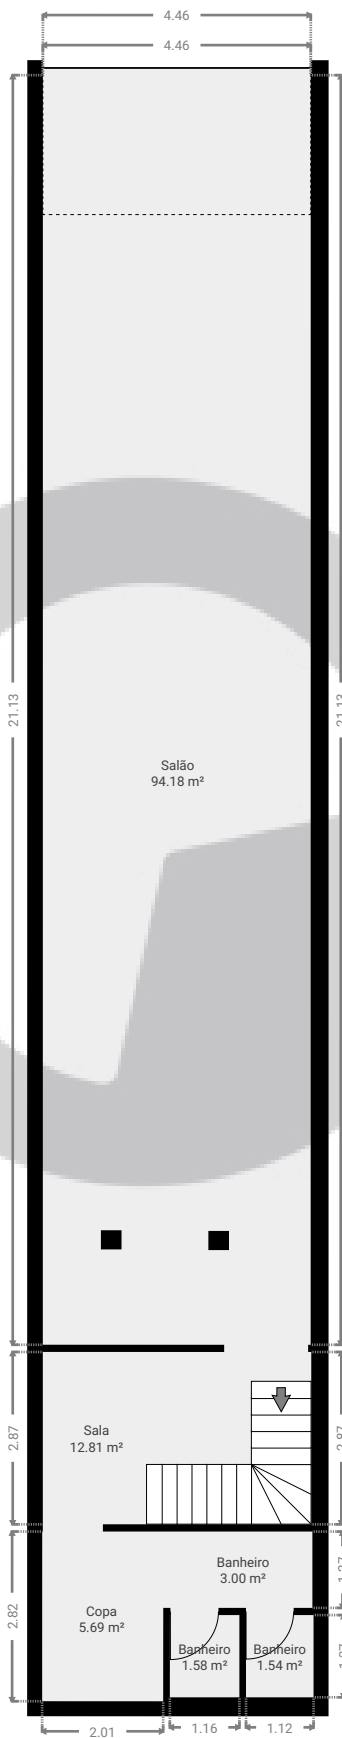 4.46
4.46
21.13
21.13
Salão
94.18 m²
2.87
2.87
Sala
12.81 m²
Banheiro
3.00 m²
2.82
Copa
5.69 m²
Banheiro
1.58 m²
Banheiro
1.54 m²
2.01
1.16
1.12